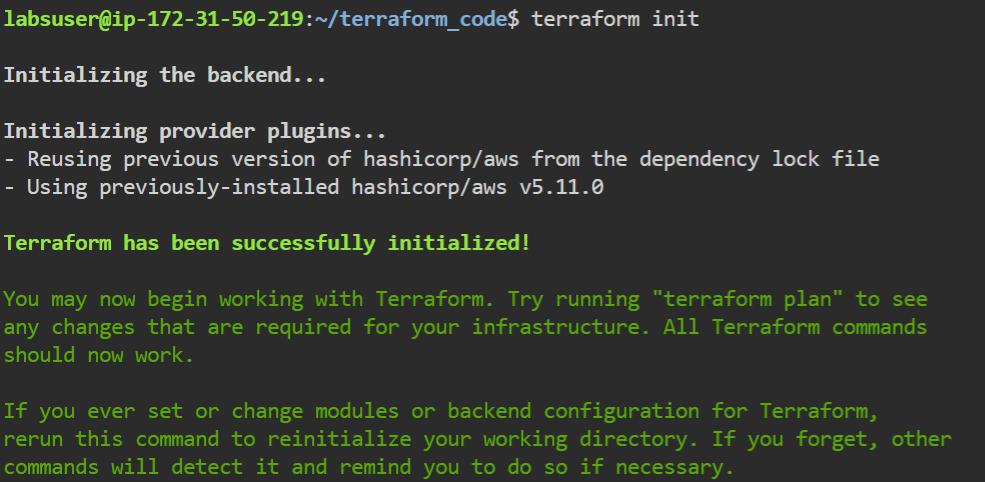 labsuser@ip-172-31-50-219:~/terraform_code$ terraform init
Initializing the backend...
Initializing provider plugins...
- Reusing previous version of hashicorp/aws from the dependency lock file
- Using previously-installed hashicorp/aws v5.11.0
Terraform has been successfully initialized!
You may now begin working with Terraform. Try running "terraform plan" to see
any changes that are required for your infrastructure. All Terraform commands
should now work.
If you ever set or change modules or backend configuration for Terraform,
rerun this command to reinitialize your working directory. If you forget, other
commands will detect it and remind you to do so if necessary.